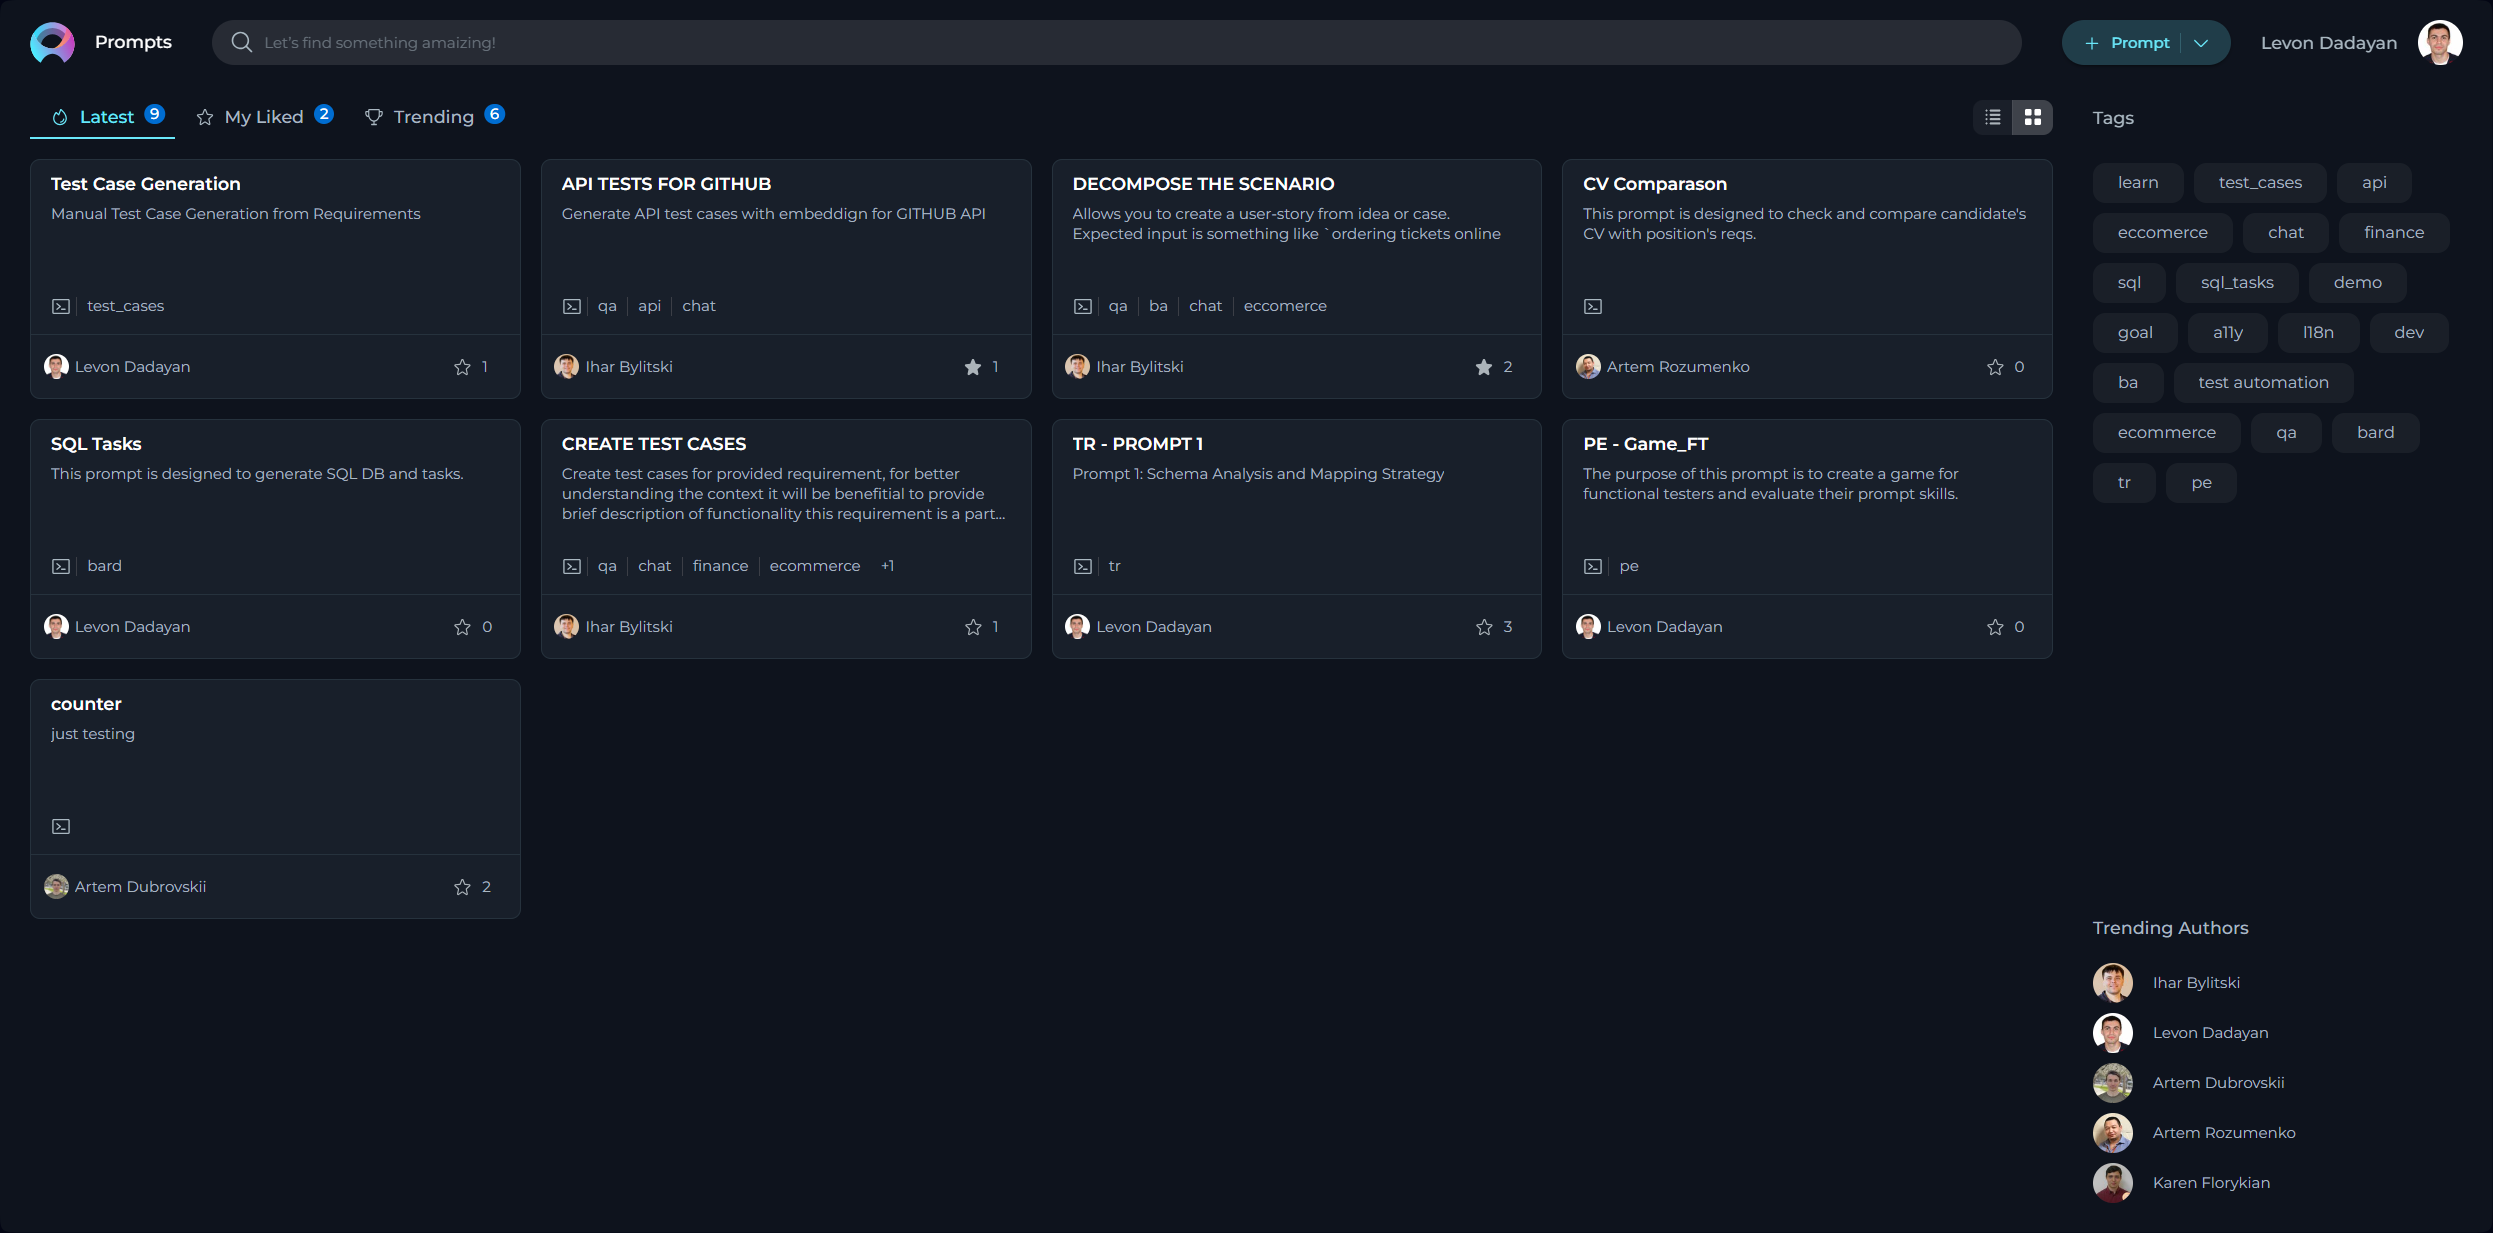 Prompts
Let's find something amaizing!
+ Prompt
Levon Dadayan
Latest 9
My Liked 2
Trending 6
Test Case Generation
Manual Test Case Generation from Requirements
test_cases
Levon Dadayan
1
API TESTS FOR GITHUB
Generate API test cases with embeddign for GITHUB API
qa api chat
Ihar Bylitski
1
DECOMPOSE THE SCENARIO
Allows you to create a user-story from idea or case.
Expected input is something like `ordering tickets online
qa ba chat eccomerce
Ihar Bylitski
2
CV Comparason
This prompt is designed to check and compare candidate's
CV with position's reqs.
Artem Rozumenko
0
SQL Tasks
This prompt is designed to generate SQL DB and tasks.
bard
Levon Dadayan
0
CREATE TEST CASES
Create test cases for provided requirement, for better
understanding the context it will be benefitial to provide
brief description of functionality this requirement is a part...
qa chat finance ecommerce +1
Ihar Bylitski
1
TR - PROMPT 1
Prompt 1: Schema Analysis and Mapping Strategy
tr
Levon Dadayan
3
PE - Game_FT
The purpose of this prompt is to create a game for
functional testers and evaluate their prompt skills.
pe
Levon Dadayan
0
counter
just testing
Artem Dubrovskii
2
Tags
learn test_cases api
eccomerce chat finance
sql sql_tasks demo
goal a11y l18n dev
ba test automation
ecommerce qa bard
tr pe
Trending Authors
Ihar Bylitski
Levon Dadayan
Artem Dubrovskii
Artem Rozumenko
Karen Florykian